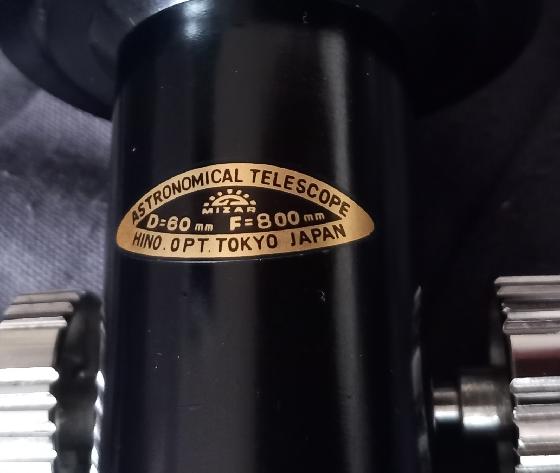 ASTRONOMICAL TELESCOPE
MIZAR
D=60mm F=800mm
HINO. OPT. TOKYO JAPAN